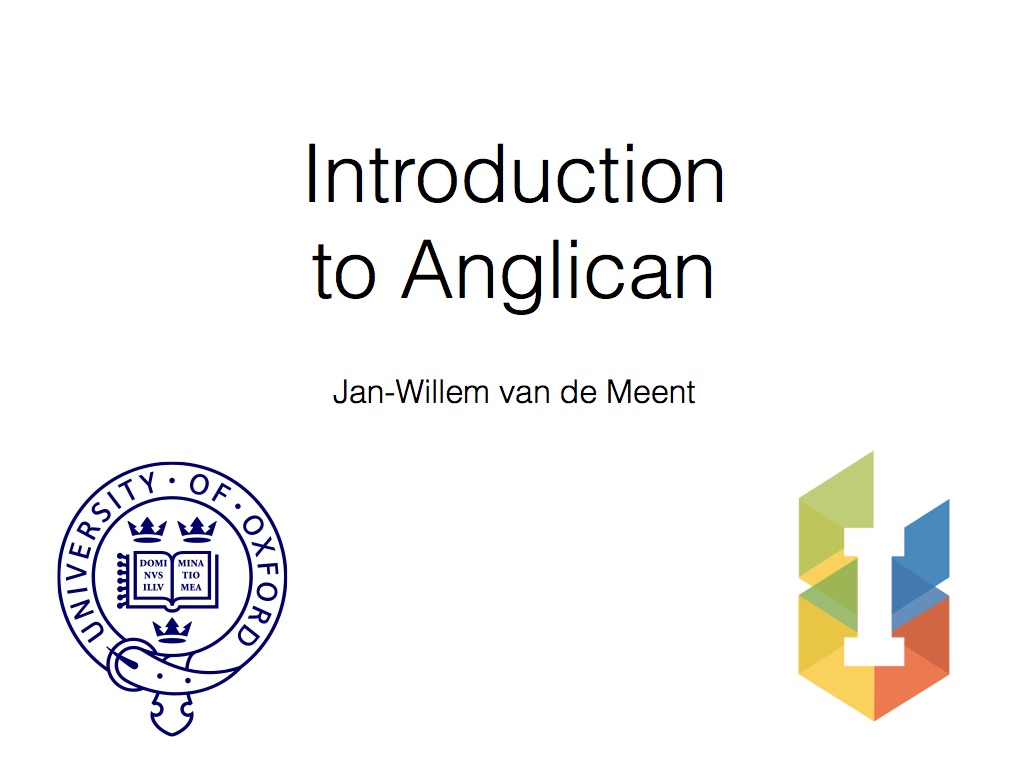 Introduction
to Anglican
Jan-Willem van de Meent
UNIVERSITY · OF · OXFORD
DOMI MINA
NVS TIO
ILLV MEA
I